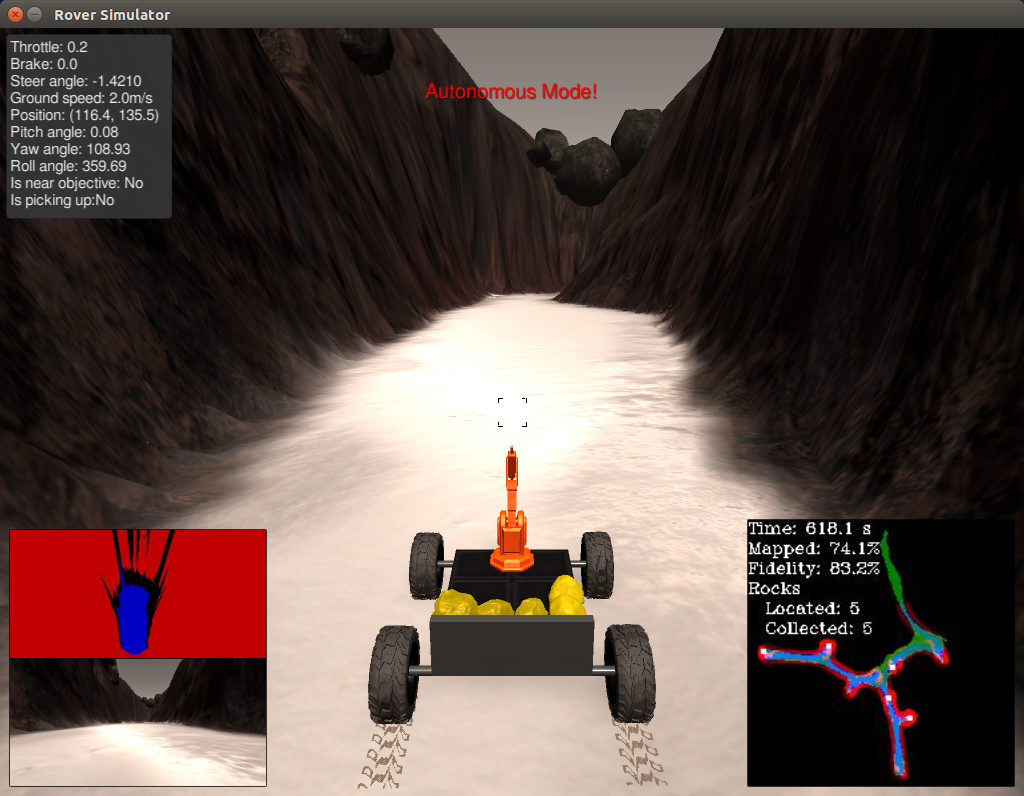 Rover Simulator
Throttle: 0.2
Brake: 0.0
Steer angle: -1.4210
Ground speed: 2.0m/s
Position: (116.4, 135.5)
Pitch angle: 0.08
Yaw angle: 108.93
Roll angle: 359.69
Is near objective: No
Is picking up:No
Autonomous Mode!
Time: 618.1 s
Mapped: 74.1%
Fidelity: 83.2%
Rocks
Located: 5
Collected: 5